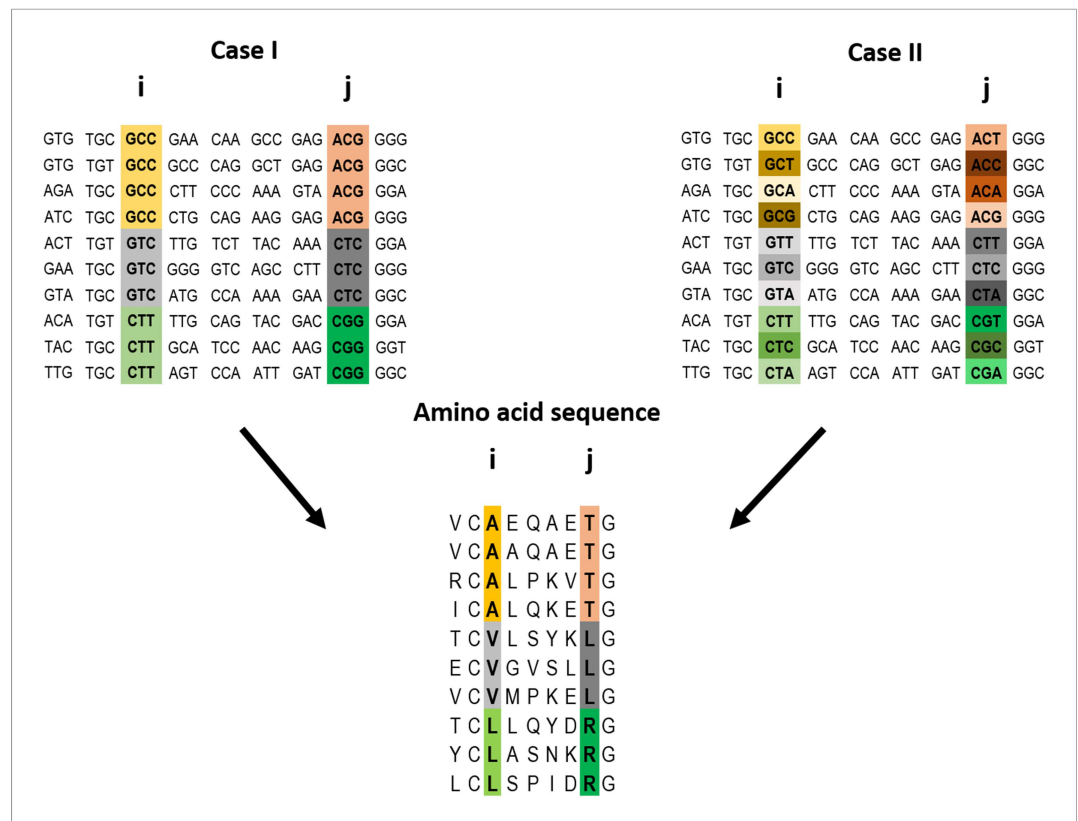 Case I
i j
GTG TGC GCC GAA CAA GCC GAG ACG GGG
GTG TGT GCC GCC CAG GCT GAG ACG GGC
AGA TGC GCC CTT CCC AAA GTA ACG GGA
ATC TGC GCC CTG CAG AAG GAG ACG GGG
ACT TGT GTC TTG TCT TAC AAA CTC GGA
GAA TGC GTC GGG GTC AGC CTT CTC GGG
GTA TGC GTC ATG CCA AAA GAA CTC GGC
ACA TGT CTT TTG CAG TAC GAC CGG GGA
TAC TGC CTT GCA TCC AAC AAG CGG GGT
TTG TGC CTT AGT CCA ATT GAT CGG GGC
Case II
i j
GTG TGC GCC GAA CAA GCC GAG ACT GGG
GTG TGT GCT GCC CAG GCT GAG ACC GGC
AGA TGC GCA CTT CCC AAA GTA ACA GGA
ATC TGC GCG CTG CAG AAG GAG ACG GGG
ACT TGT GTT TTG TCT TAC AAA CTT GGA
GAA TGC GTC GGG GTC AGC CTT CTC GGG
GTA TGC GTA ATG CCA AAA GAA CTA GGC
ACA TGT CTT TTG CAG TAC GAC CGT GGA
TAC TGC CTC GCA TCC AAC AAG CGC GGT
TTG TGC CTA AGT CCA ATT GAT CGA GGC
Amino acid sequence
i j
V C A E Q A E T G
V C A A Q A E T G
R C A L P K V T G
I C A L Q K E T G
T C V L S Y K L G
E C V G V S L L G
V C V M P K E L G
T C L L Q Y D R G
Y C L A S N K R G
L C L S P I D R G